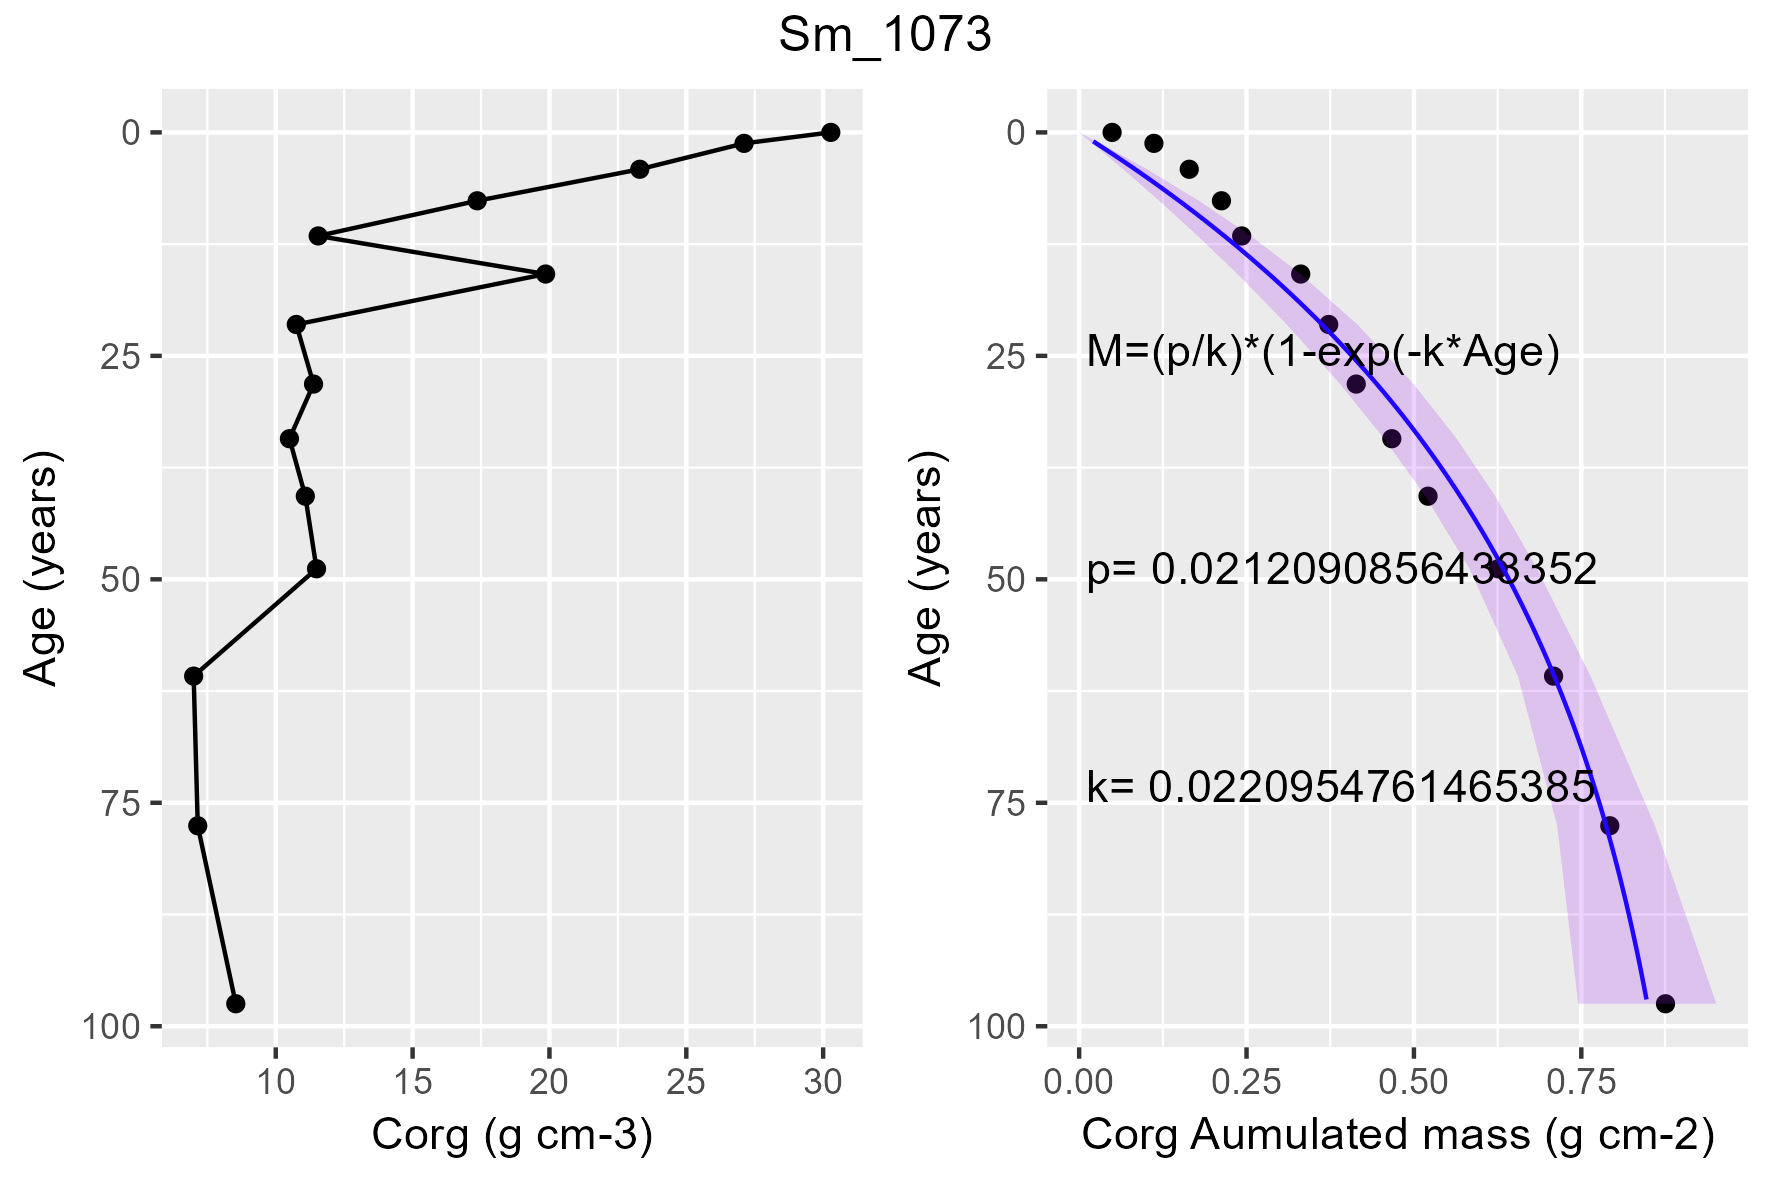 Sm_1073
0
25
50
75
100
Age (years)
10 15 20 25 30
Corg (g cm-3)
0
25
50
75
100
Age (years)
M=(p/k)*(1-exp(-k*Age)
p= 0.0212090856433352
k= 0.0220954761465385
0.00 0.25 0.50 0.75
Corg Aumulated mass (g cm-2)